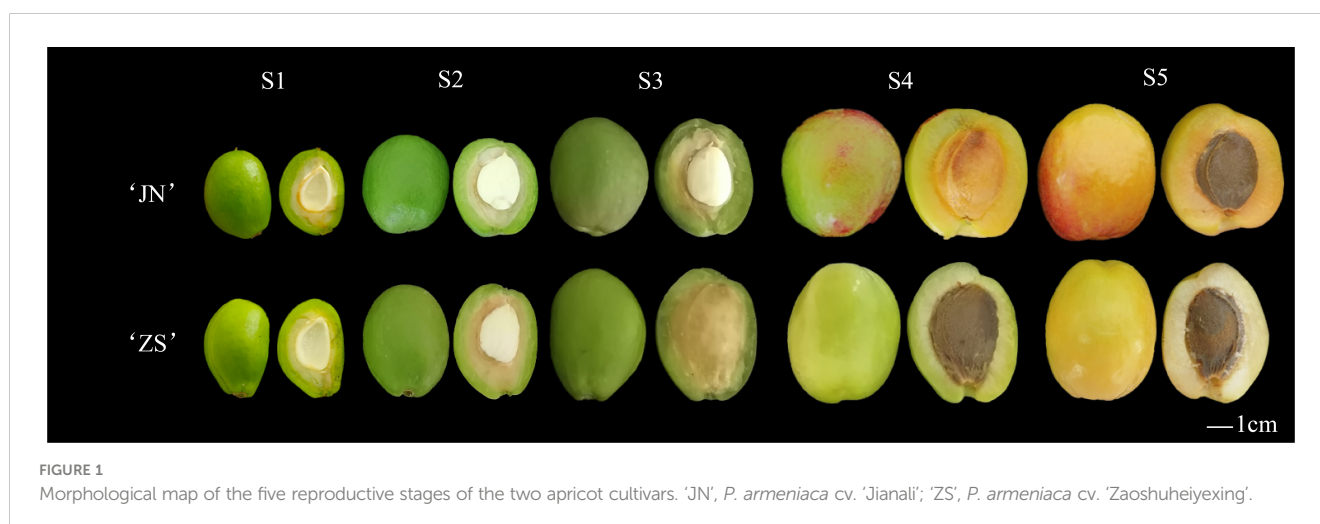 S1 S2 S3 S4 S5
‘JN’
‘ZS’
1cm
FIGURE 1
Morphological map of the five reproductive stages of the two apricot cultivars. ‘JN’, P. armeniaca cv. ‘Jianali’; ‘ZS’, P. armeniaca cv. ‘Zaoshuheiyexing’.